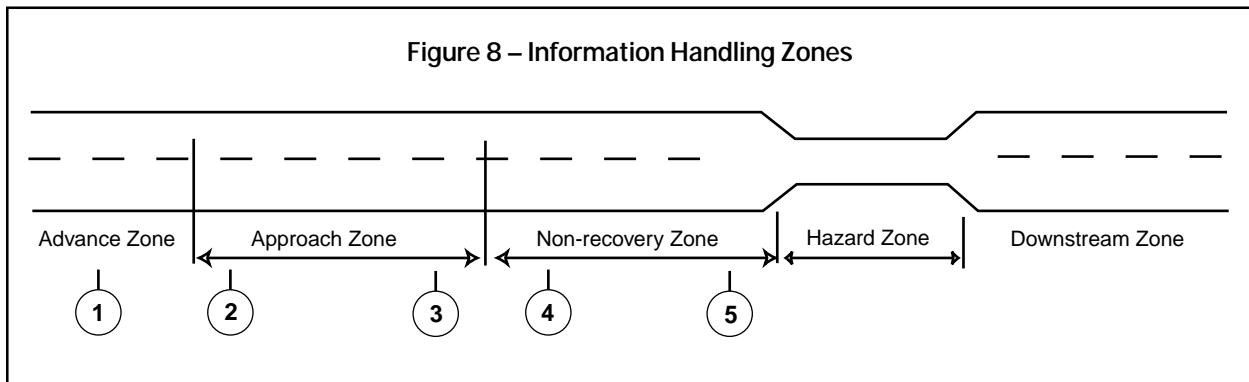 Figure 8 – Information Handling Zones
Advance Zone Approach Zone Non-recovery Zone Hazard Zone Downstream Zone
1 2 3 4 5